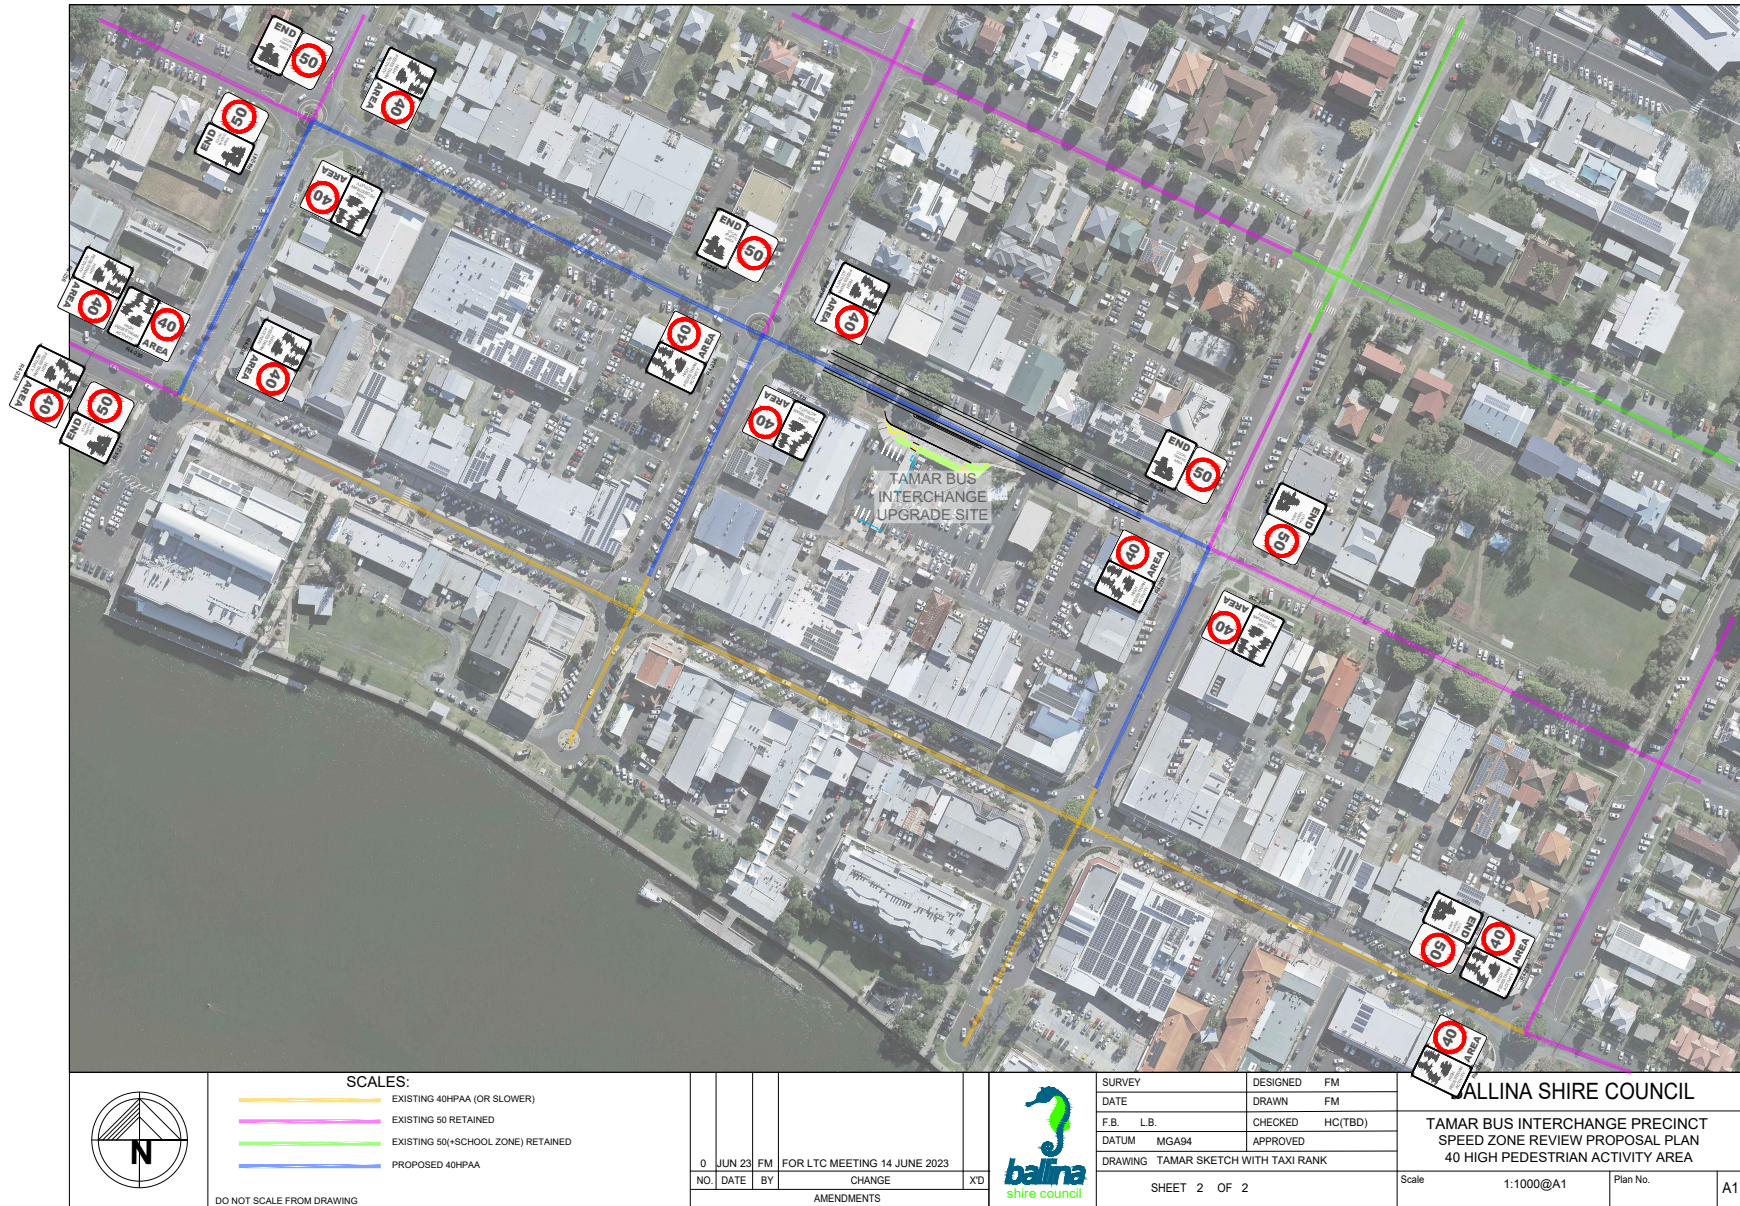 END
50
40
AREA
50
END
AREA
40
END
50
40
AREA
40
AREA
40
AREA
AREA
40
40
AREA
AREA
40
50
END
40
AREA
AREA
40
END
50
END
50
40
AREA
AREA
40
TAMAR BUS
INTERCHANGE
UPGRADE SITE
END
50
40
AREA
40
AREA
SCALES:
EXISTING 40HPAA (OR SLOWER)
EXISTING 50 RETAINED
EXISTING 50(+SCHOOL ZONE) RETAINED
PROPOSED 40HPAA
DO NOT SCALE FROM DRAWING
N
0 JUN 23 FM FOR LTC MEETING 14 JUNE 2023
NO. DATE BY CHANGE X'D
AMENDMENTS
ballina
shire council
SURVEY DESIGNED FM
DATE DRAWN FM
F.B. L.B. CHECKED HC(TBD)
DATUM MGA94 APPROVED
DRAWING TAMAR SKETCH WITH TAXI RANK
SHEET 2 OF 2
BALLINA SHIRE COUNCIL
TAMAR BUS INTERCHANGE PRECINCT
SPEED ZONE REVIEW PROPOSAL PLAN
40 HIGH PEDESTRIAN ACTIVITY AREA
Scale 1:1000@A1 Plan No. A1